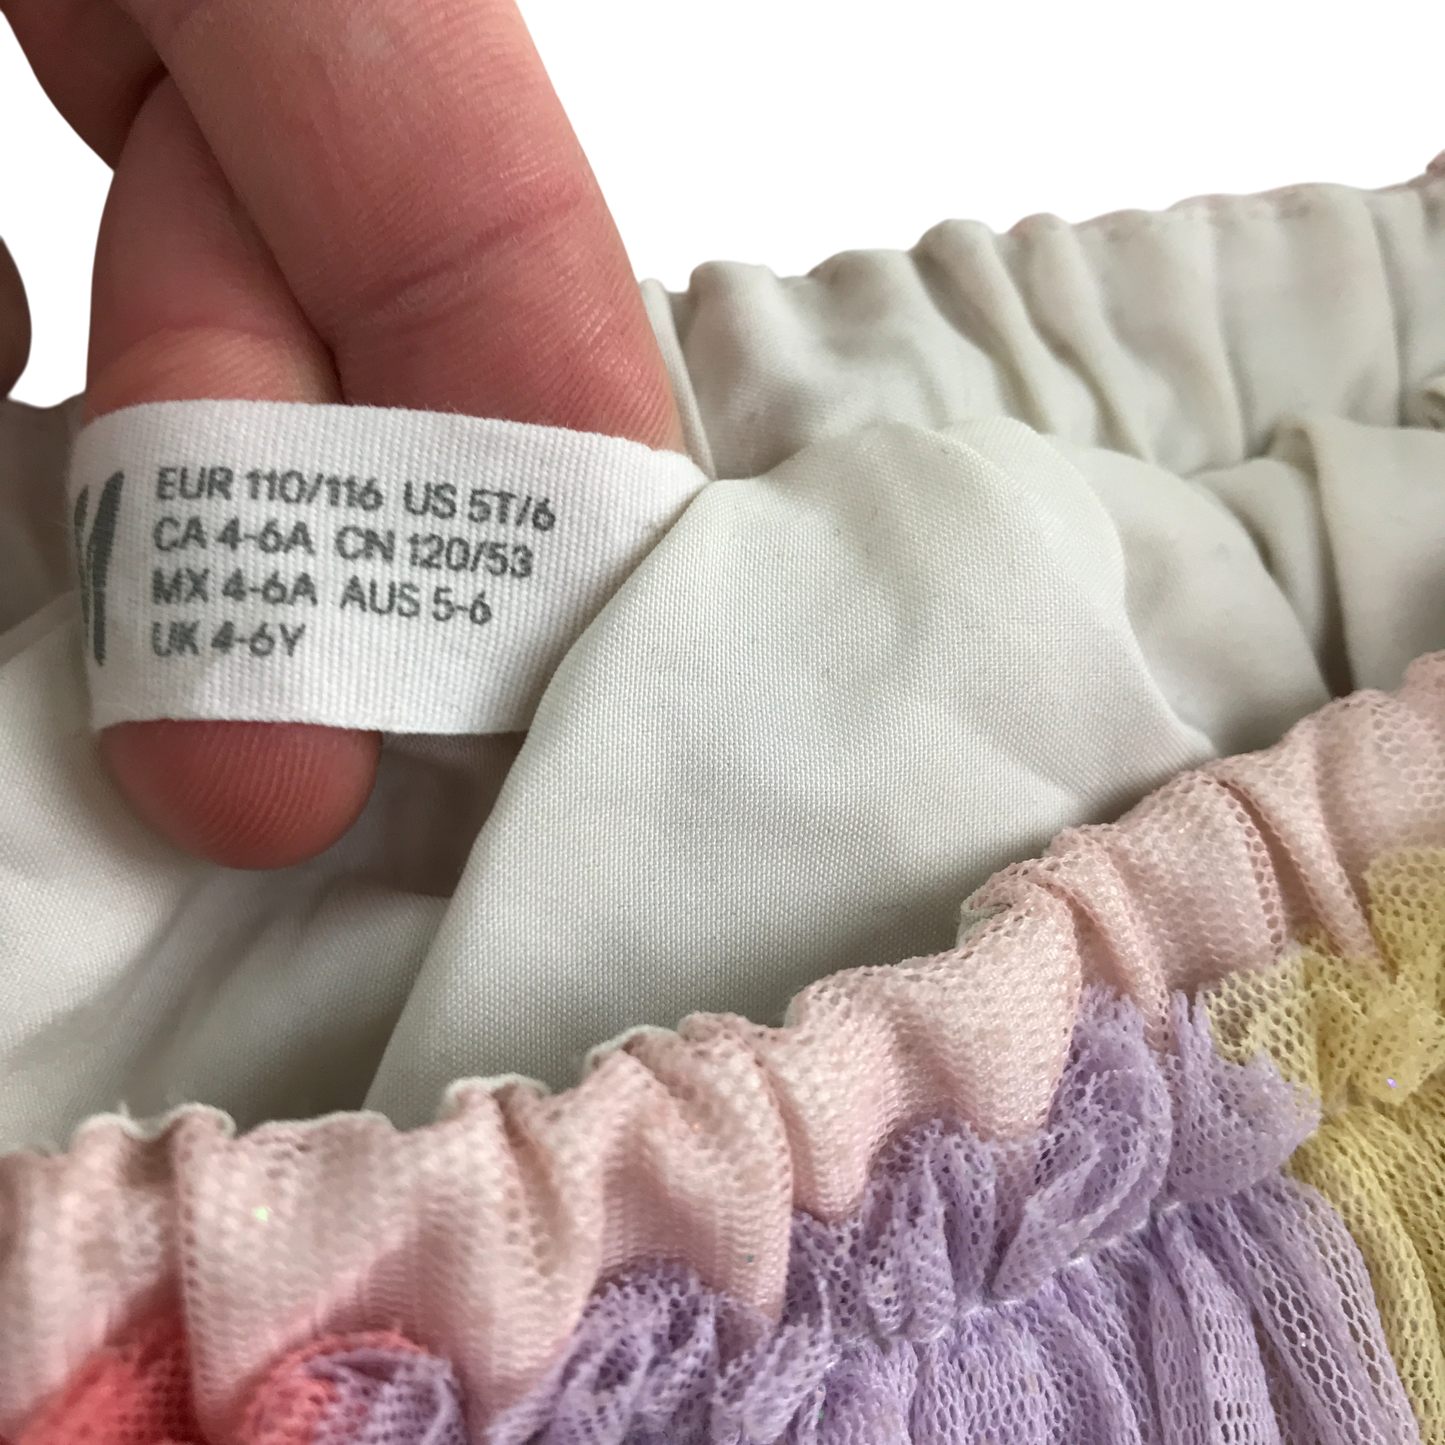 EUR 110/116 US 5T/6
CA 4-6A CN 120/53
MX 4-6A AUS 5-6
UK 4-6Y